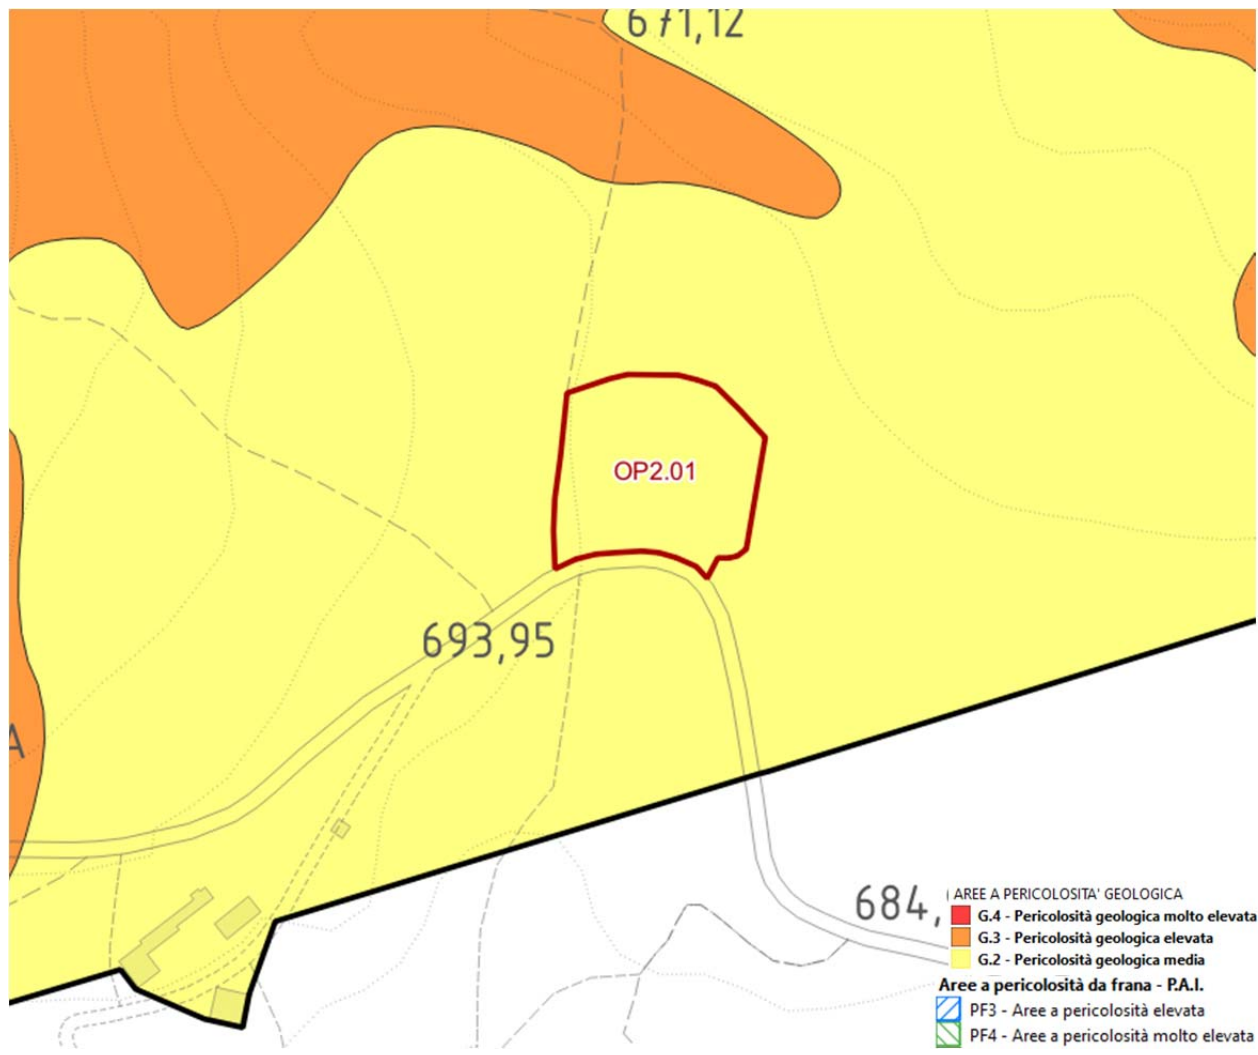 671,12
OP2.01
693,95
A
684,
AREE A PERICOLOSITA' GEOLOGICA
G.4 - Pericolosità geologica molto elevata
G.3 - Pericolosità geologica elevata
G.2 - Pericolosità geologica media
Aree a pericolosità da frana - P.A.I.
PF3 - Aree a pericolosità elevata
PF4 - Aree a pericolosità molto elevata